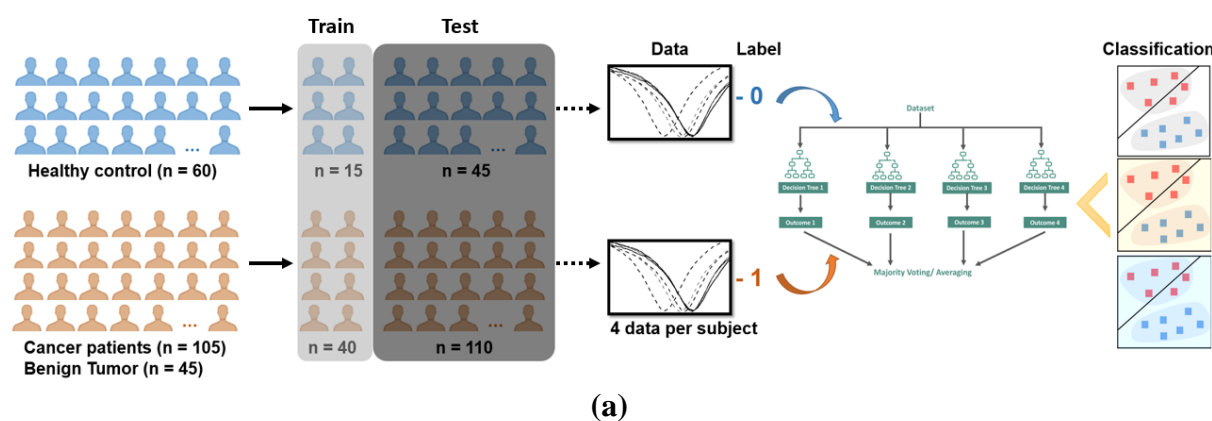 Train
Test
Data
Label
Classification
- 0
Dataset
...
...
Healthy control (n = 60)
n = 15
n = 45
Decision Tree 1
Decision Tree 2
Decision Tree 3
Decision Tree 4
Outcome 1
Outcome 2
Outcome 3
Outcome 4
Majority Voting/ Averaging
- 1
...
...
4 data per subject
Cancer patients (n = 105)
Benign Tumor (n = 45)
n = 40
n = 110
(a)